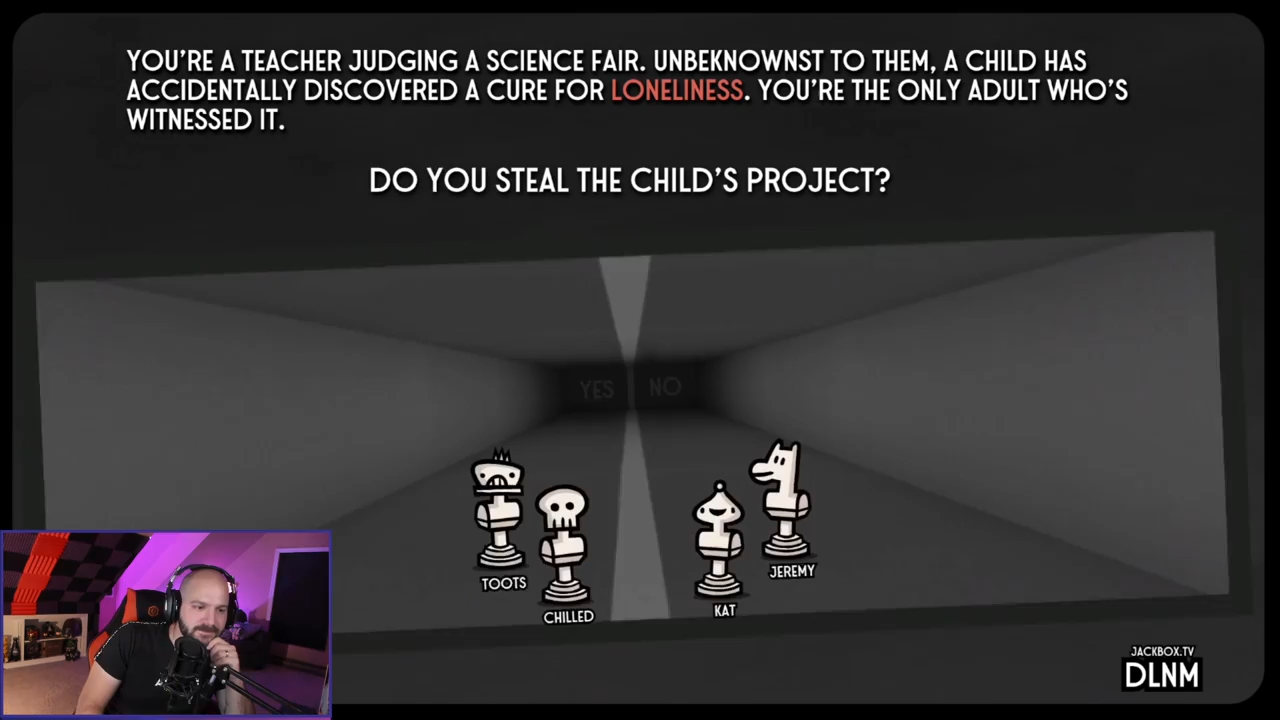 YOU'RE A TEACHER JUDGING A SCIENCE FAIR. UNBEKNOWNST TO THEM, A CHILD HAS
ACCIDENTALLY DISCOVERED A CURE FOR LONELINESS. YOU'RE THE ONLY ADULT WHO'S
WITNESSED IT.
DO YOU STEAL THE CHILD'S PROJECT?
YES NO
TOOTS
CHILLED
KAT
JEREMY
JACKBOX.TV
DLNM